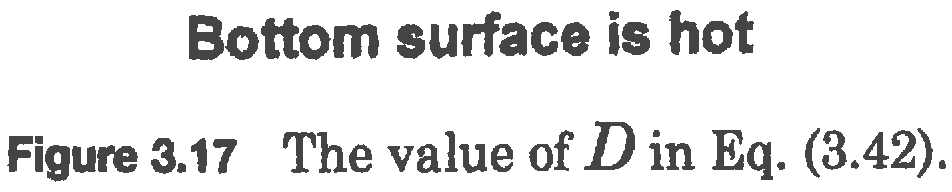 Bottom surface is hot
Figure 3.17 The value of D in Eq. (3.42).